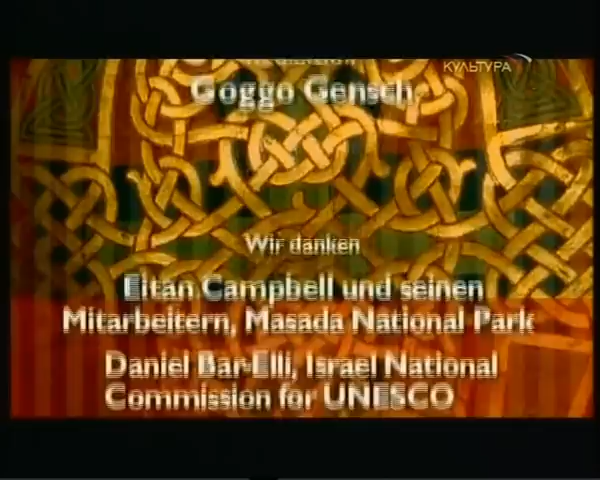 КУЛЬТУРА
Goggo Gensch
Wir danken
Eitan Campbell und seinen
Mitarbeitern, Masada National Park
Daniel Bar-Elli, Israel National
Commission for UNESCO